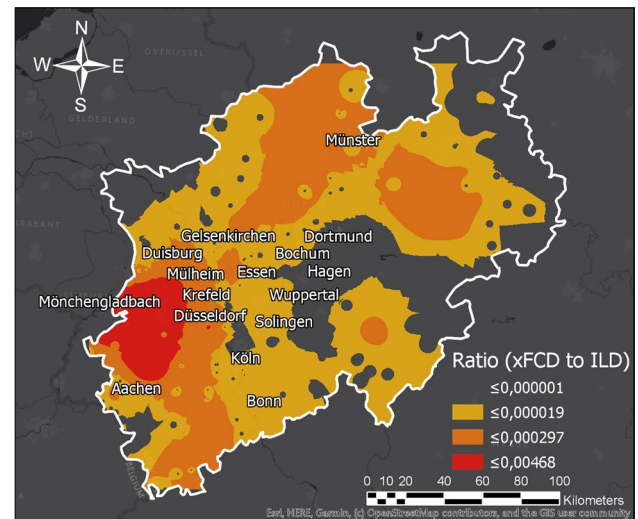 N
W E
S
OVERIJSSEL
GELDERLAND
Münster
Gelsenkirchen Dortmund
Duisburg Bochum
Mülheim Essen Hagen
Mönchengladbach Krefeld Wuppertal
Düsseldorf Solingen
Köln
Aachen
Bonn
BELGIUM
Ratio (xFCD to ILD)
≤0,000001
≤0,000019
≤0,000297
≤0,00468
0 10 20 40 60 80 100
Kilometers
Esri, HERE, Garmin, (c) OpenStreetMap contributors, and the GIS user community